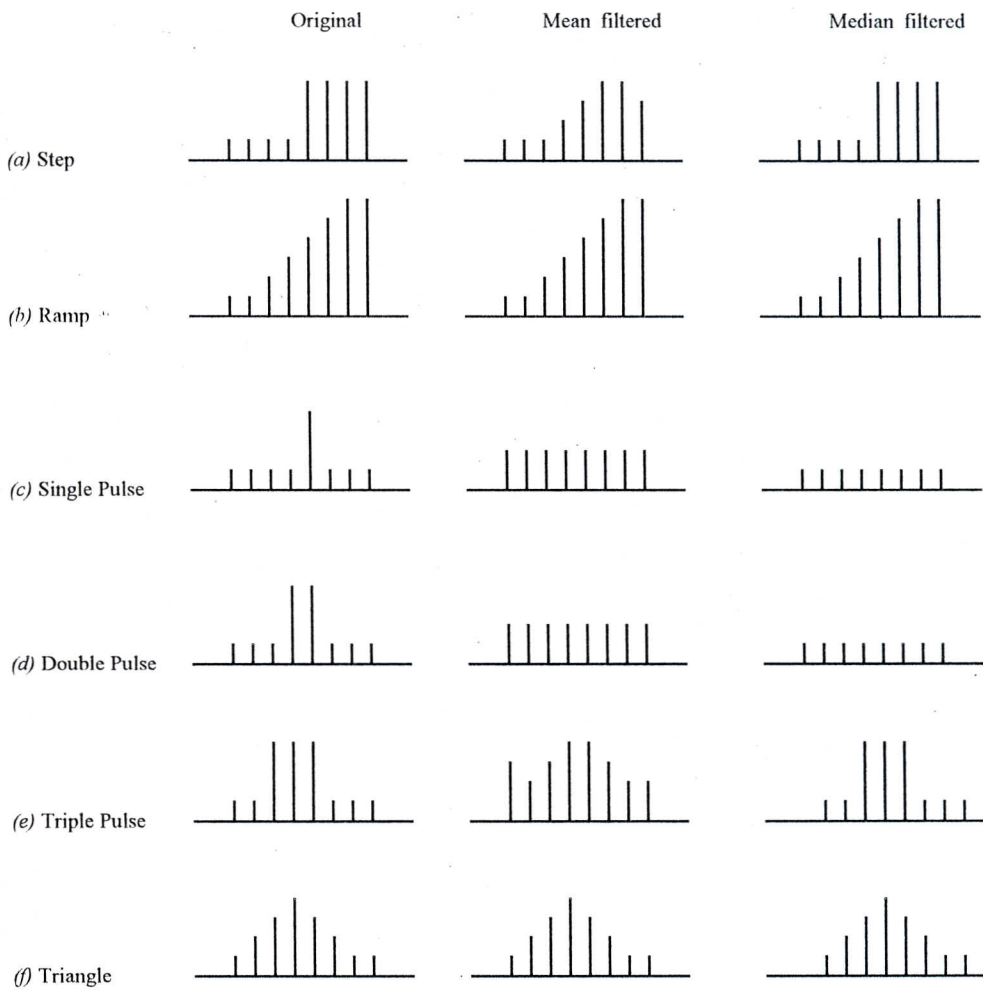 Original Mean filtered Median filtered
(a) Step
(b) Ramp
(c) Single Pulse
(d) Double Pulse
(e) Triple Pulse
(f) Triangle